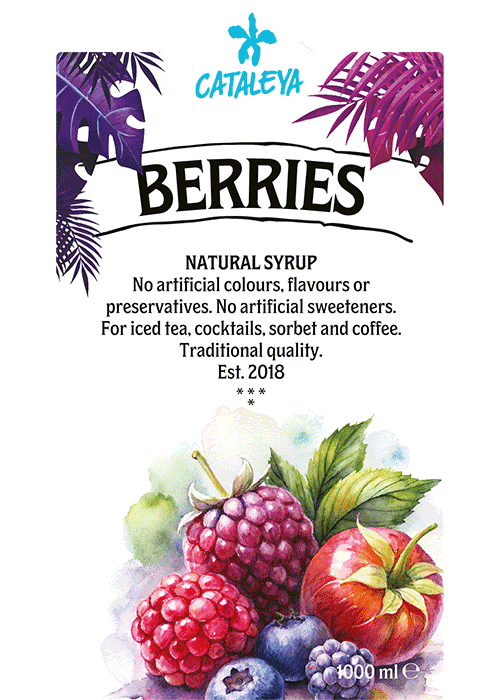 CATALEYA
BERRIES
NATURAL SYRUP
No artificial colours, flavours or
preservatives. No artificial sweeteners.
For iced tea, cocktails, sorbet and coffee.
Traditional quality.
Est. 2018
* * *
*
1000 ml ℮